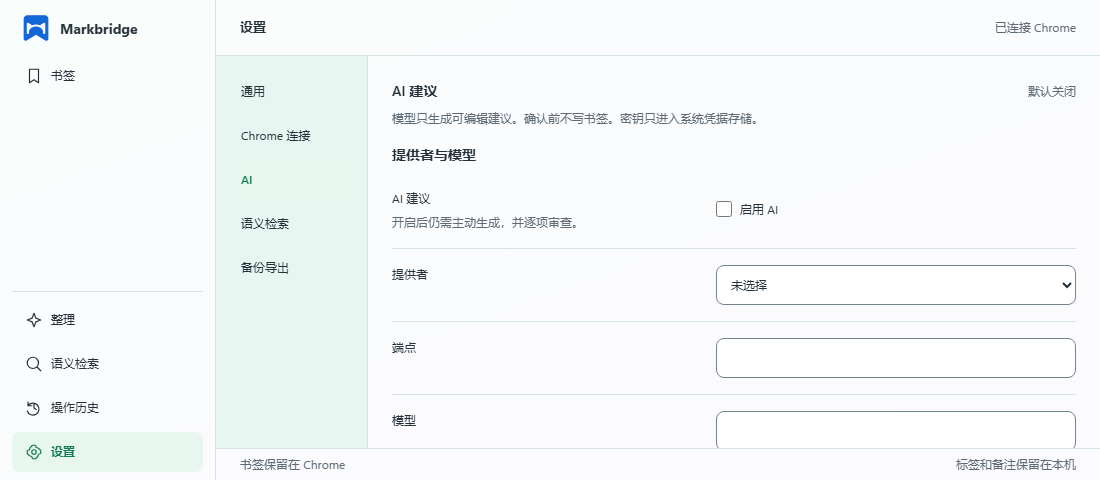 Markbridge
书签
整理
语义检索
操作历史
设置
设置
已连接 Chrome
通用
Chrome 连接
AI
语义检索
备份导出
AI 建议
默认关闭
模型只生成可编辑建议。确认前不写书签。密钥只进入系统凭据存储。
提供者与模型
AI 建议
开启后仍需主动生成，并逐项审查。
启用 AI
提供者
未选择
端点
模型
书签保留在 Chrome
标签和备注保留在本机